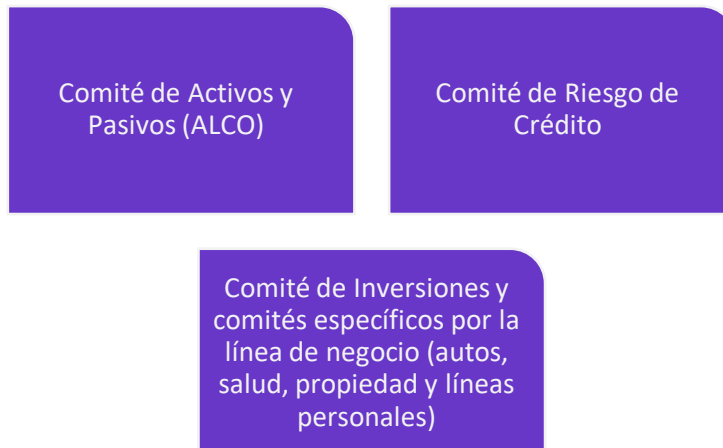 Comité de Activos y
Pasivos (ALCO)
Comité de Riesgo de
Crédito
Comité de Inversiones y
comités específicos por la
línea de negocio (autos,
salud, propiedad y líneas
personales)